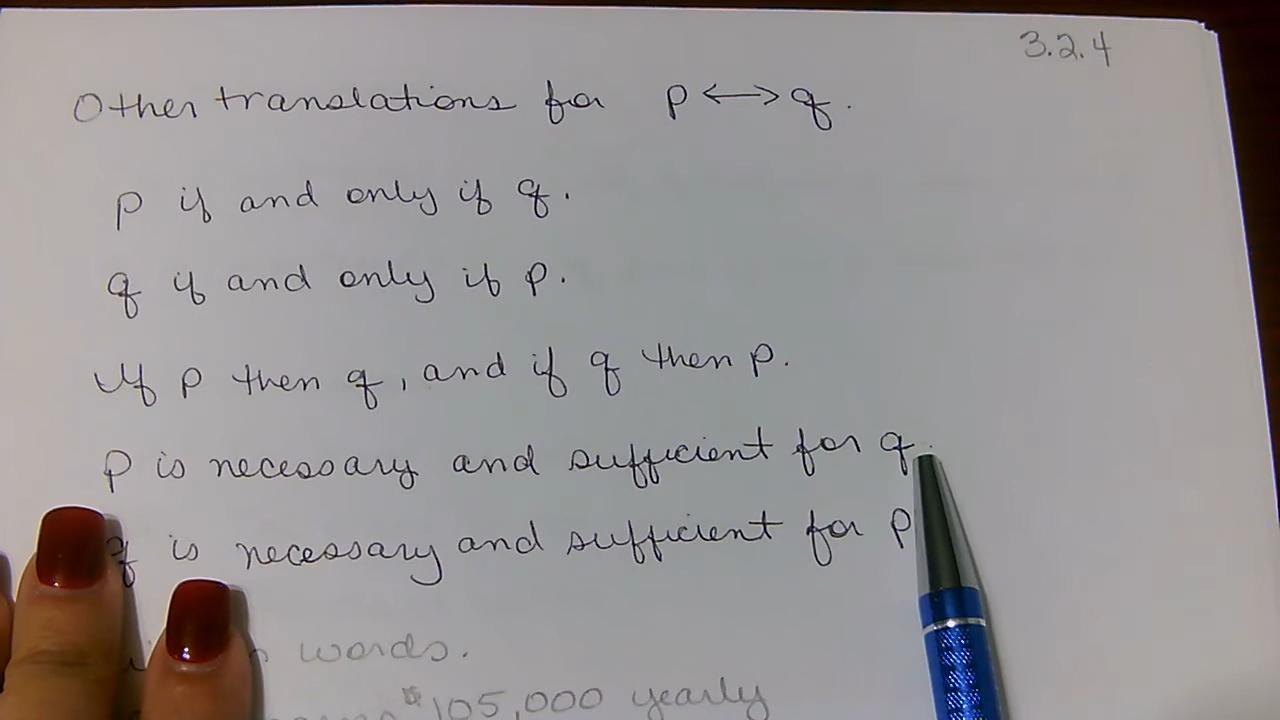 3.2.4
Other translations for p ⟷ q.
p if and only if q.
q if and only if p.
If p then q, and if q then p.
p is necessary and sufficient for q.
q is necessary and sufficient for p
words.
$105,000 yearly